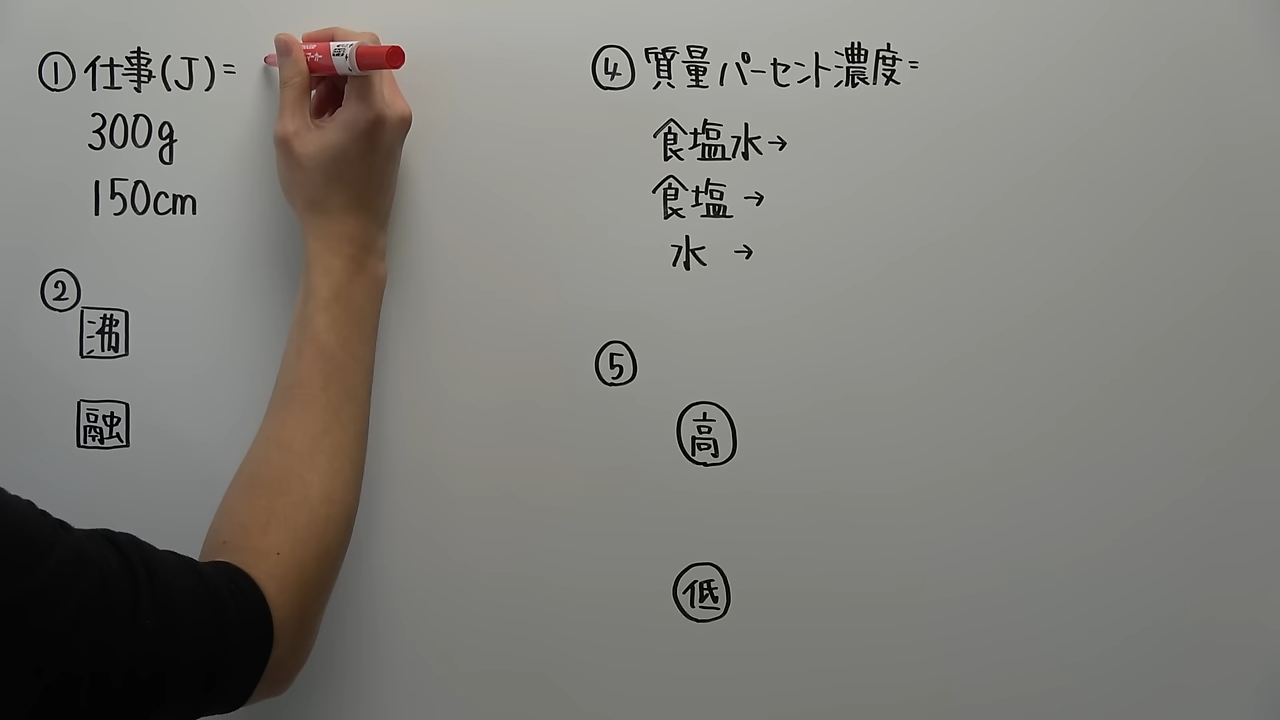 ①仕事(J)=
300g
150cm
②
沸
融
④質量パーセント濃度=
食塩水→
食塩→
水→
⑤
高
低